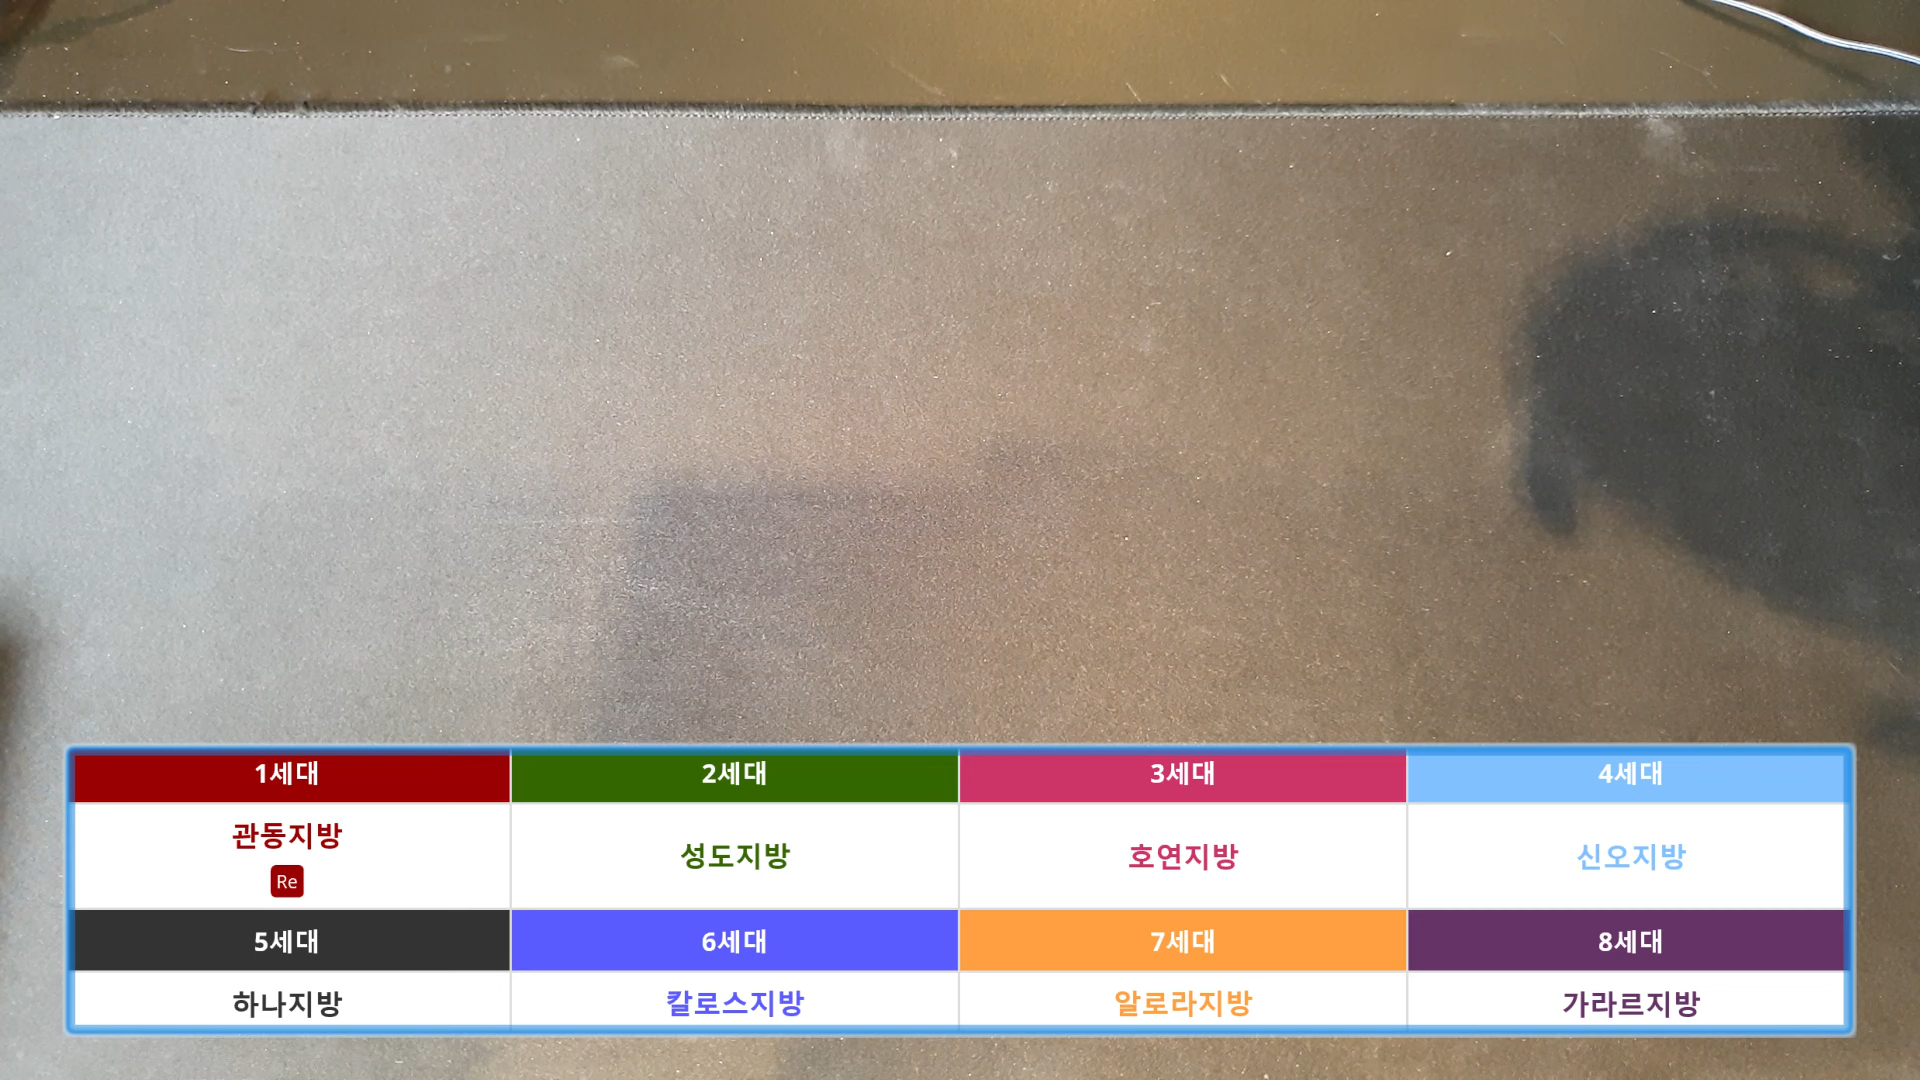 1세대 2세대 3세대 4세대
관동지방 성도지방 호연지방 신오지방
Re
5세대 6세대 7세대 8세대
하나지방 칼로스지방 알로라지방 가라르지방